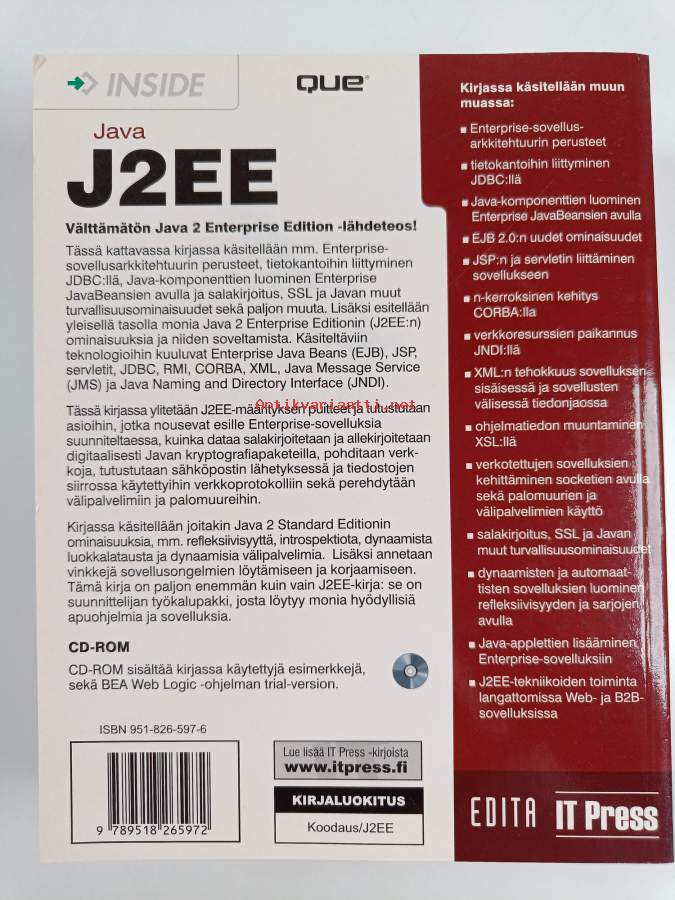 INSIDE
QUE
Java
J2EE
Välttämätön Java 2 Enterprise Edition -lähdeteos!
Tässä kattavassa kirjassa käsitellään mm. Enterprise-
sovellusarkkitehtuurin perusteet, tietokantoihin liittyminen
JDBC:llä, Java-komponenttien luominen Enterprise
JavaBeansien avulla ja salakirjoitus, SSL ja Javan muut
turvallisuusominaisuudet sekä paljon muuta. Lisäksi esitellään
yleisellä tasolla monia Java 2 Enterprise Editionin (J2EE:n)
ominaisuuksia ja niiden soveltamista. Käsiteltäviin
teknologioihin kuuluvat Enterprise Java Beans (EJB), JSP,
servletit, JDBC, RMI, CORBA, XML, Java Message Service
(JMS) ja Java Naming and Directory Interface (JNDI).
Antikvariaatti.net
Tässä kirjassa ylitetään J2EE-määrityksen puitteet ja tutustutaan
asioihin, jotka nousevat esille Enterprise-sovelluksia
suunniteltaessa, kuinka dataa salakirjoitetaan ja allekirjoitetaan
digitaalisesti Javan kryptografiapaketeilla, pohditaan verk-
koja, tutustutaan sähköpostin lähetyksessä ja tiedostojen
siirrossa käytettyihin verkkoprotokolliin sekä perehdytään
välipalvelimiin ja palomuureihin.
Kirjassa käsitellään joitakin Java 2 Standard Editionin
ominaisuuksia, mm. refleksiivisyyttä, introspektiota, dynaamista
luokkalatausta ja dynaamisia välipalvelimia. Lisäksi annetaan
vinkkejä sovellusongelmien löytämiseen ja korjaamiseen.
Tämä kirja on paljon enemmän kuin vain J2EE-kirja: se on
suunnittelijan työkalupakki, josta löytyy monia hyödyllisiä
apuohjelmia ja sovelluksia.
CD-ROM
CD-ROM sisältää kirjassa käytettyjä esimerkkejä,
sekä BEA Web Logic -ohjelman trial-version.
ISBN 951-826-597-6
9 789518 265972
Lue lisää IT Press -kirjoista
www.itpress.fi
KIRJALUOKITUS
Koodaus/J2EE
Kirjassa käsitellään muun
muassa:
Enterprise-sovellus-
arkkitehtuurin perusteet
tietokantoihin liittyminen
JDBC:llä
Java-komponenttien luominen
Enterprise JavaBeansien avulla
EJB 2.0:n uudet ominaisuudet
JSP:n ja servletin liittäminen
sovellukseen
n-kerroksinen kehitys
CORBA:lla
verkkoresurssien paikannus
JNDI:llä
XML:n tehokkuus sovelluksen
sisäisessä ja sovellusten
välisessä tiedonjaossa
ohjelmatiedon muuntaminen
XSL:llä
verkotettujen sovelluksien
kehittäminen socketien avulla
sekä palomuurien ja
välipalvelimien käyttö
salakirjoitus, SSL ja Javan
muut turvallisuusominaisuudet
dynaamisten ja automaat-
tisten sovelluksien luominen
refleksiivisyyden ja sarjojen
avulla
Java-applettien lisääminen
Enterprise-sovelluksiin
J2EE-tekniikoiden toiminta
langattomissa Web- ja B2B-
sovelluksissa
EDITA IT Press